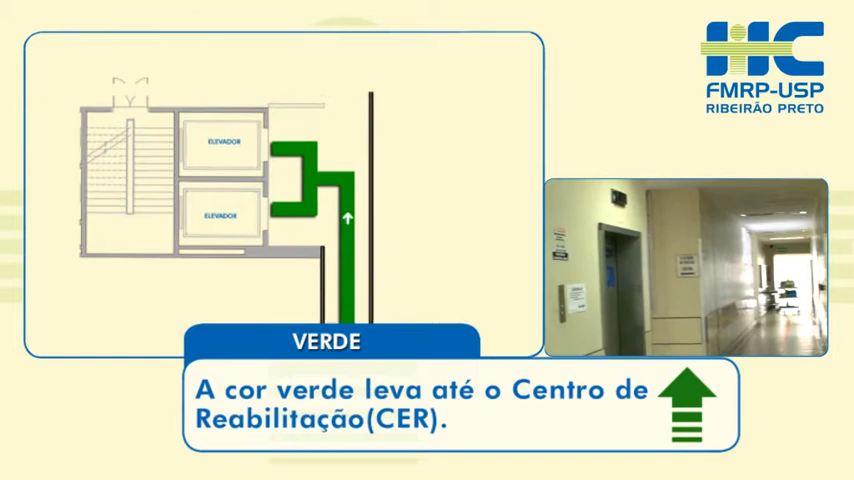 HC
FMRP-USP
RIBEIRÃO PRETO
ELEVADOR
ELEVADOR
VERDE
A cor verde leva até o Centro de
Reabilitação(CER).